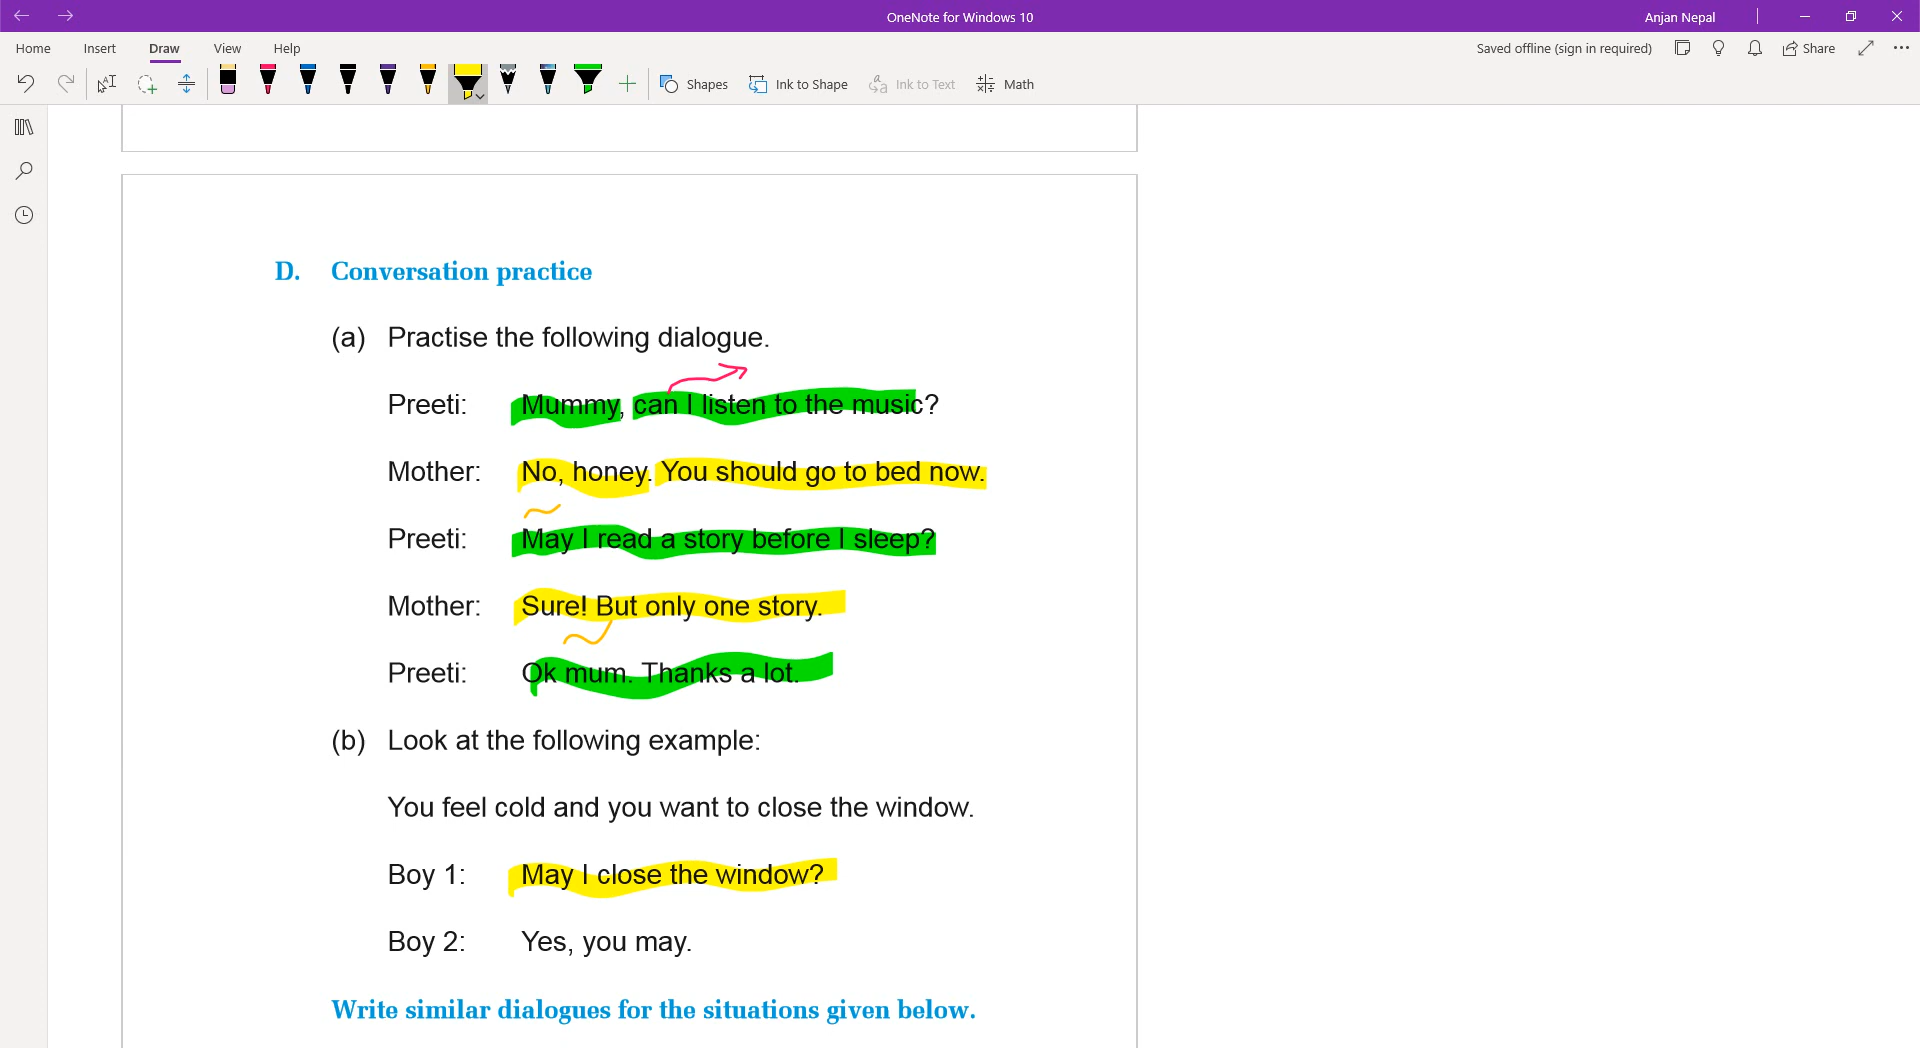 OneNote for Windows 10
Anjan Nepal
Home Insert Draw View Help
Saved offline (sign in required)
Share
Shapes
Ink to Shape
Ink to Text
Math
D. Conversation practice
(a) Practise the following dialogue.
Preeti: Mummy, can I listen to the music?
Mother: No, honey. You should go to bed now.
Preeti: May I read a story before I sleep?
Mother: Sure! But only one story.
Preeti: Ok mum. Thanks a lot.
(b) Look at the following example:
You feel cold and you want to close the window.
Boy 1: May I close the window?
Boy 2: Yes, you may.
Write similar dialogues for the situations given below.